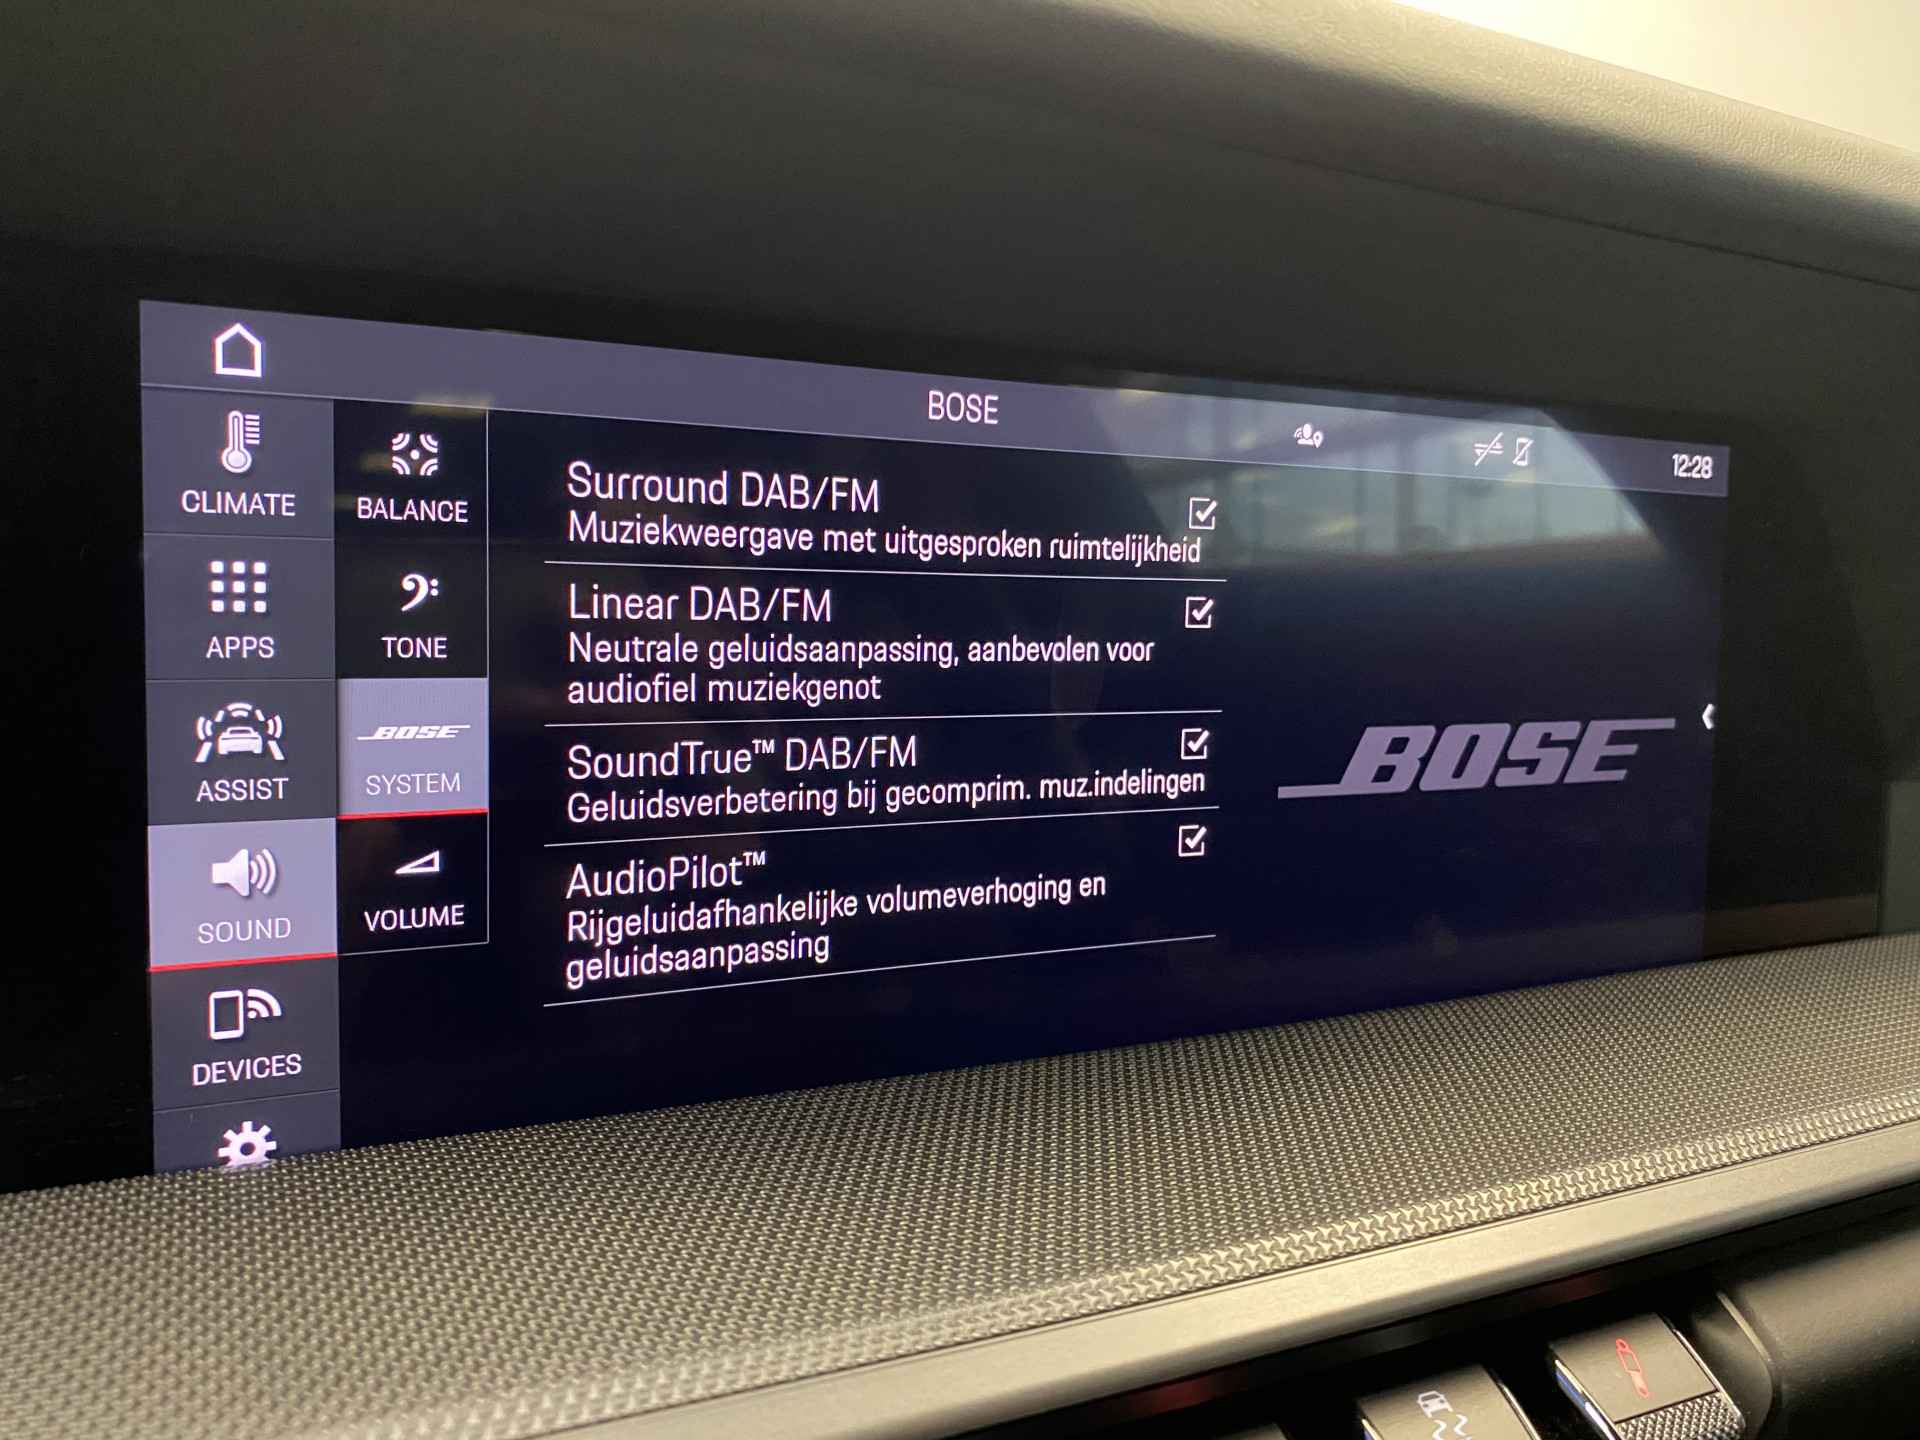 BOSE
12:28
CLIMATE
APPS
ASSIST
SOUND
DEVICES
BALANCE
TONE
BOSE
SYSTEM
VOLUME
Surround DAB/FM
Muziekweergave met uitgesproken ruimtelijkheid
Linear DAB/FM
Neutrale geluidsaanpassing, aanbevolen voor
audiofiel muziekgenot
SoundTrue™ DAB/FM
Geluidsverbetering bij gecomprim. muz.indelingen
AudioPilot™
Rijgeluidafhankelijke volumeverhoging en
geluidsaanpassing
BOSE